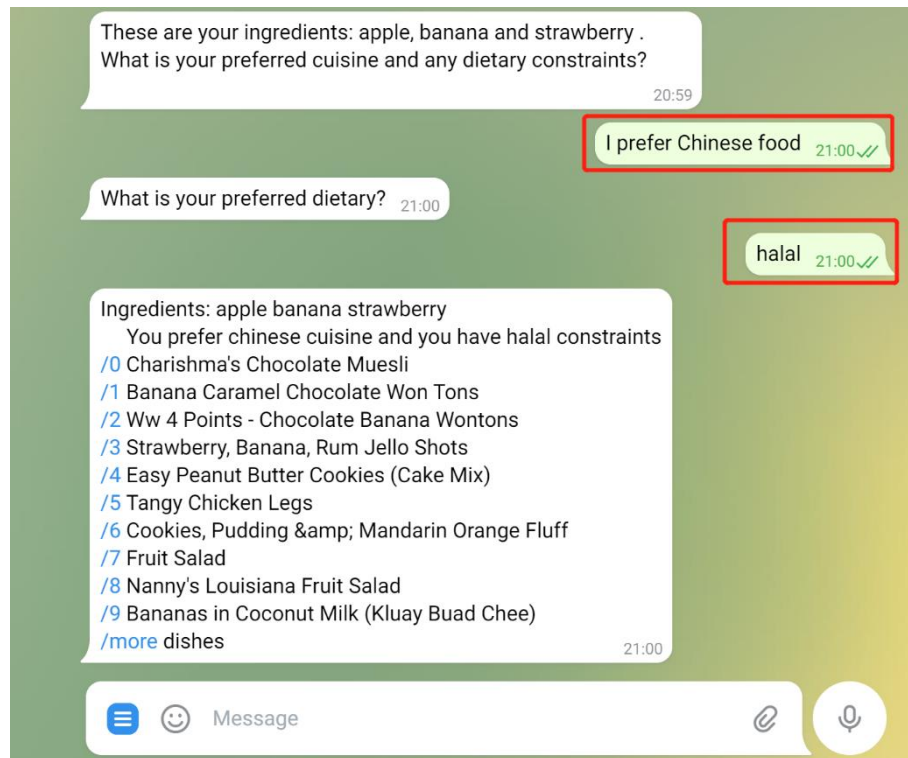 These are your ingredients: apple, banana and strawberry .
What is your preferred cuisine and any dietary constraints?
20:59
I prefer Chinese food 21:00
What is your preferred dietary? 21:00
halal 21:00
Ingredients: apple banana strawberry
You prefer chinese cuisine and you have halal constraints
/0 Charishma's Chocolate Muesli
/1 Banana Caramel Chocolate Won Tons
/2 Ww 4 Points - Chocolate Banana Wontons
/3 Strawberry, Banana, Rum Jello Shots
/4 Easy Peanut Butter Cookies (Cake Mix)
/5 Tangy Chicken Legs
/6 Cookies, Pudding &amp; Mandarin Orange Fluff
/7 Fruit Salad
/8 Nanny's Louisiana Fruit Salad
/9 Bananas in Coconut Milk (Kluay Buad Chee)
/more dishes
21:00
Message